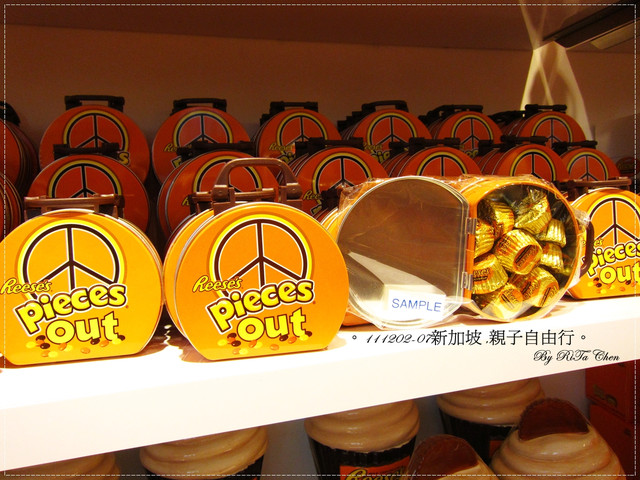 Reese's
Pieces
Out
Reese's
Pieces
Out
SAMPLE
Pieces
Out
。111202-07新加坡.親子自由行。
By RiTa Chen